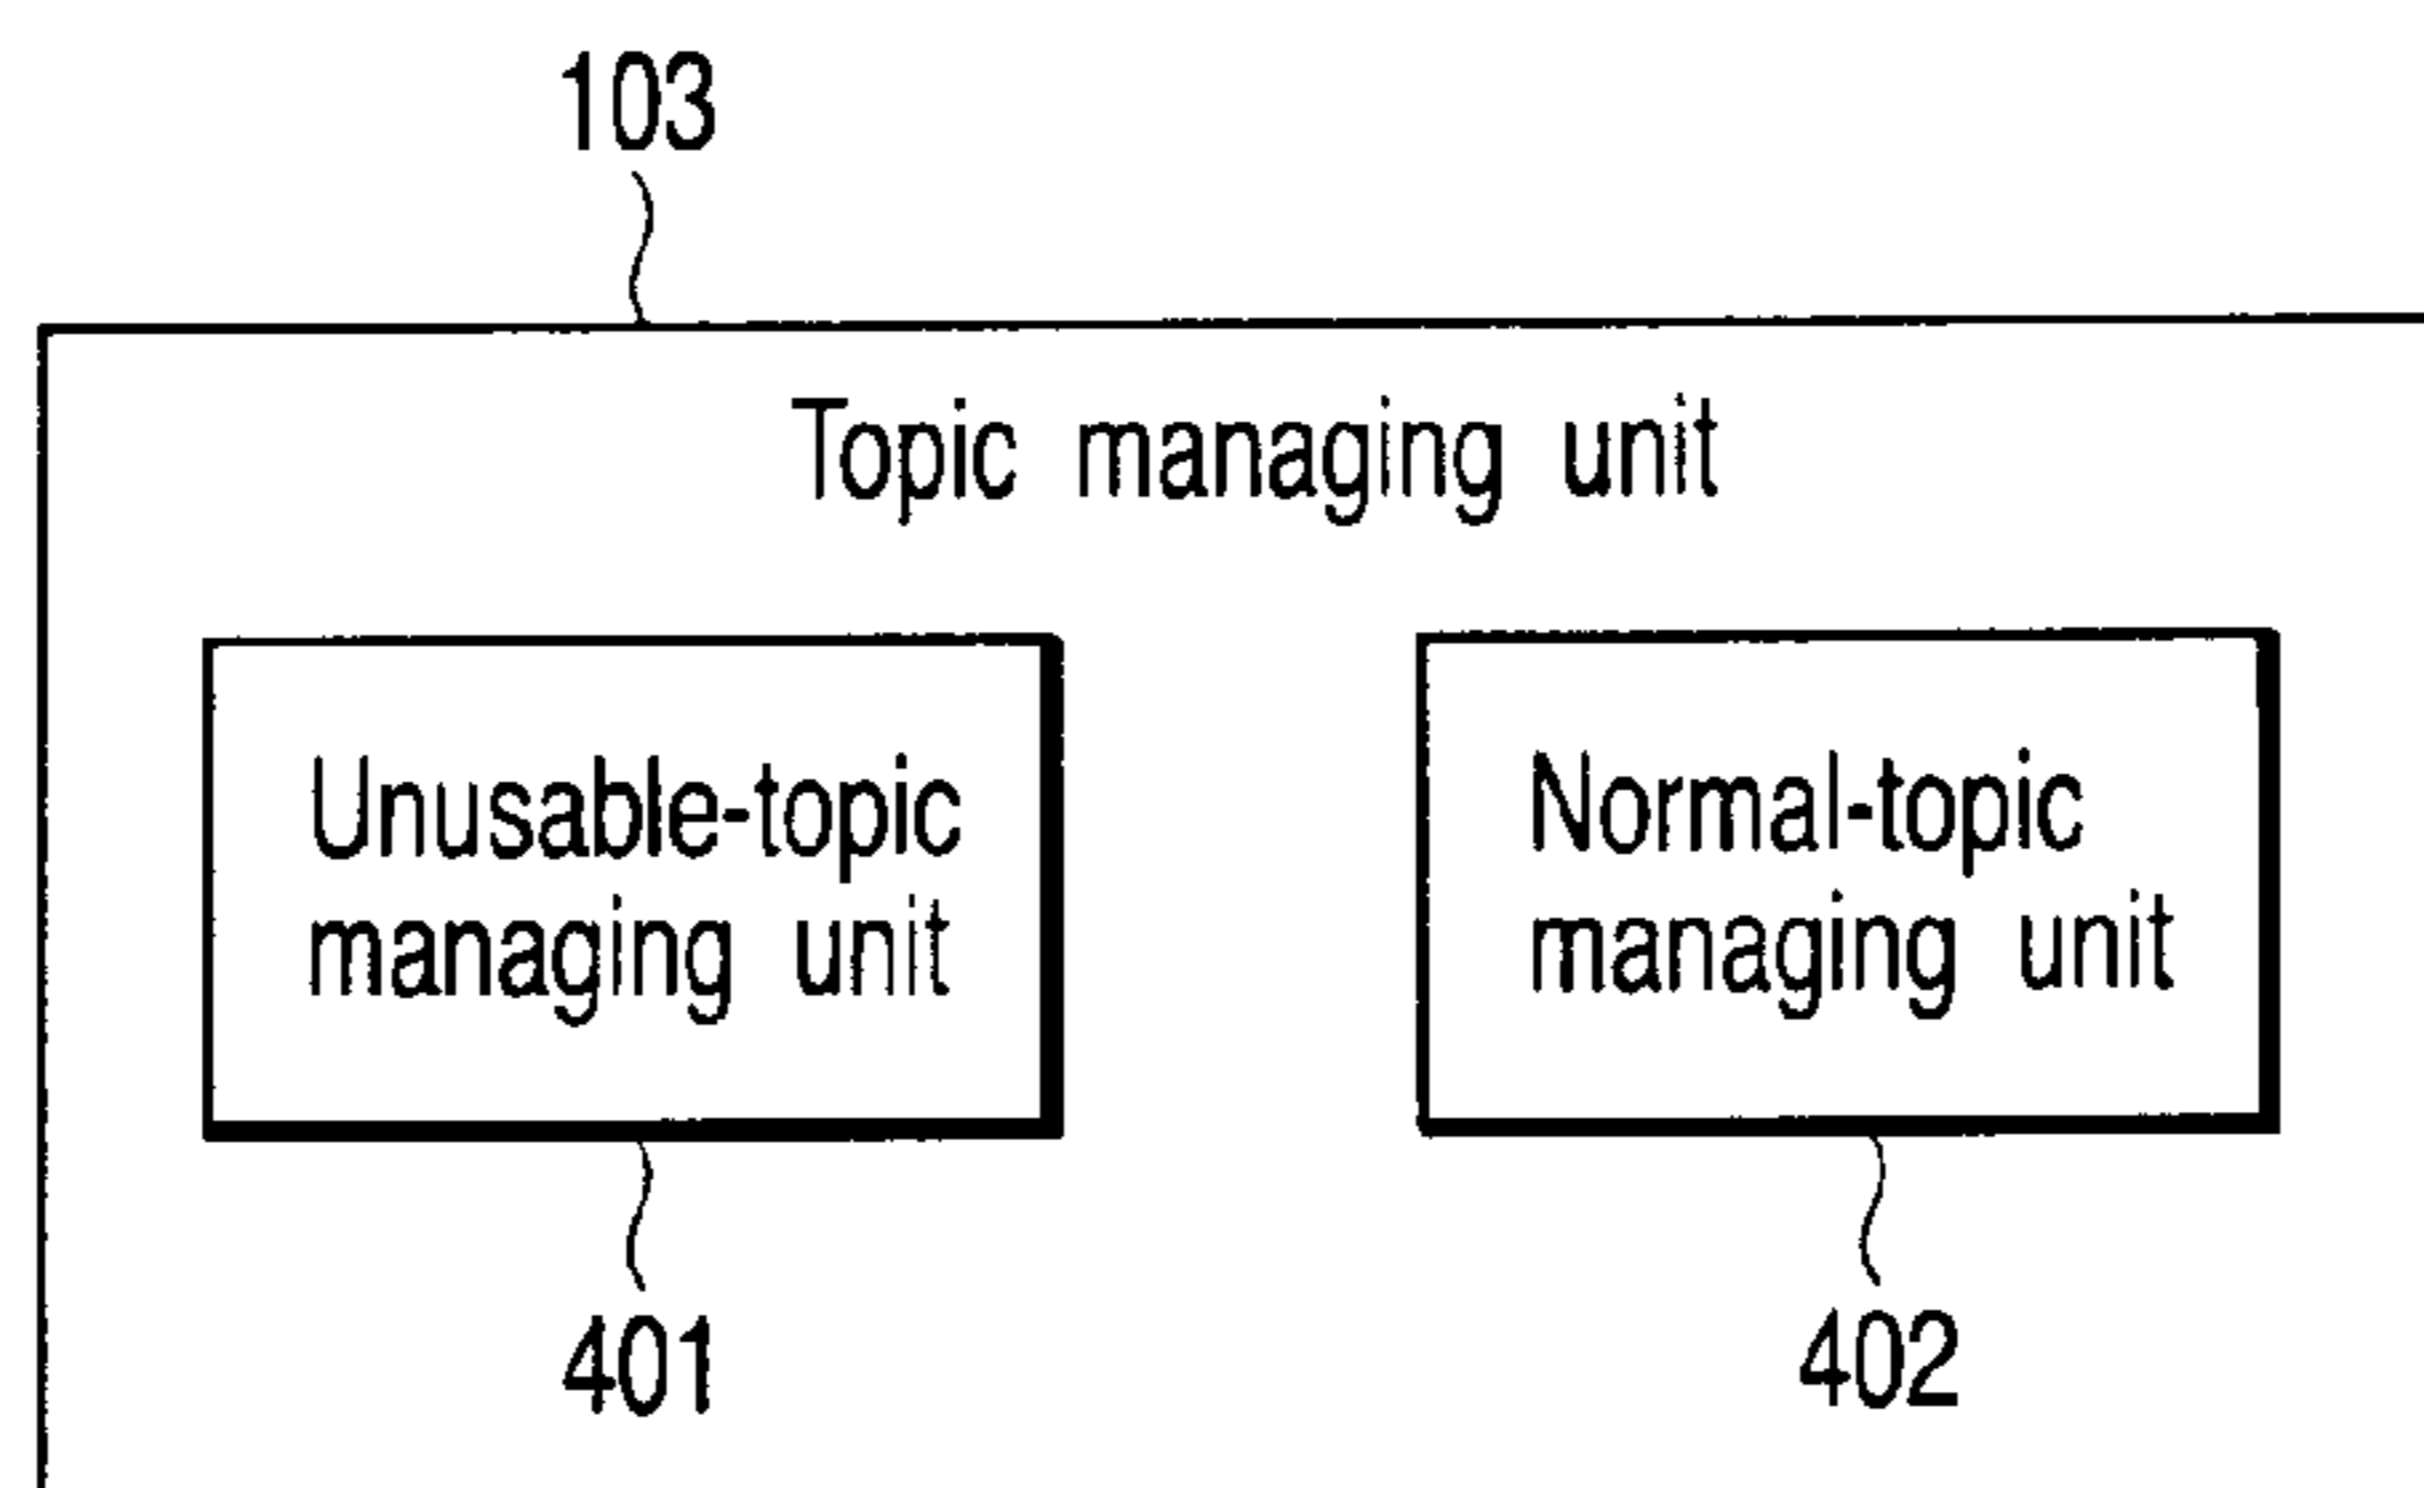 103
Topic managing unit
Unusable-topic
managing unit
Normal-topic
managing unit
401
402